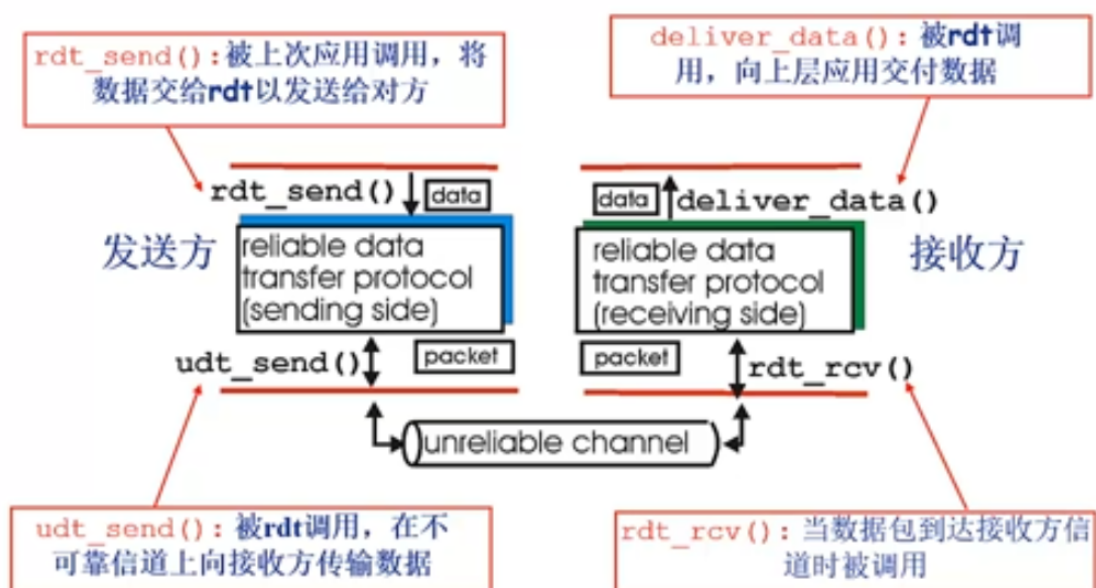 rdt_send():被上次应用调用，将
数据交给rdt以发送给对方
deliver_data():被rdt调
用，向上层应用交付数据
rdt_send()
data
data
deliver_data()
发送方
reliable data
transfer protocol
(sending side)
reliable data
transfer protocol
(receiving side)
接收方
udt_send()
packet
packet
rdt_rcv()
unreliable channel
udt_send():被rdt调用，在不
可靠信道上向接收方传输数据
rdt_rcv():当数据包到达接收方信
道时被调用